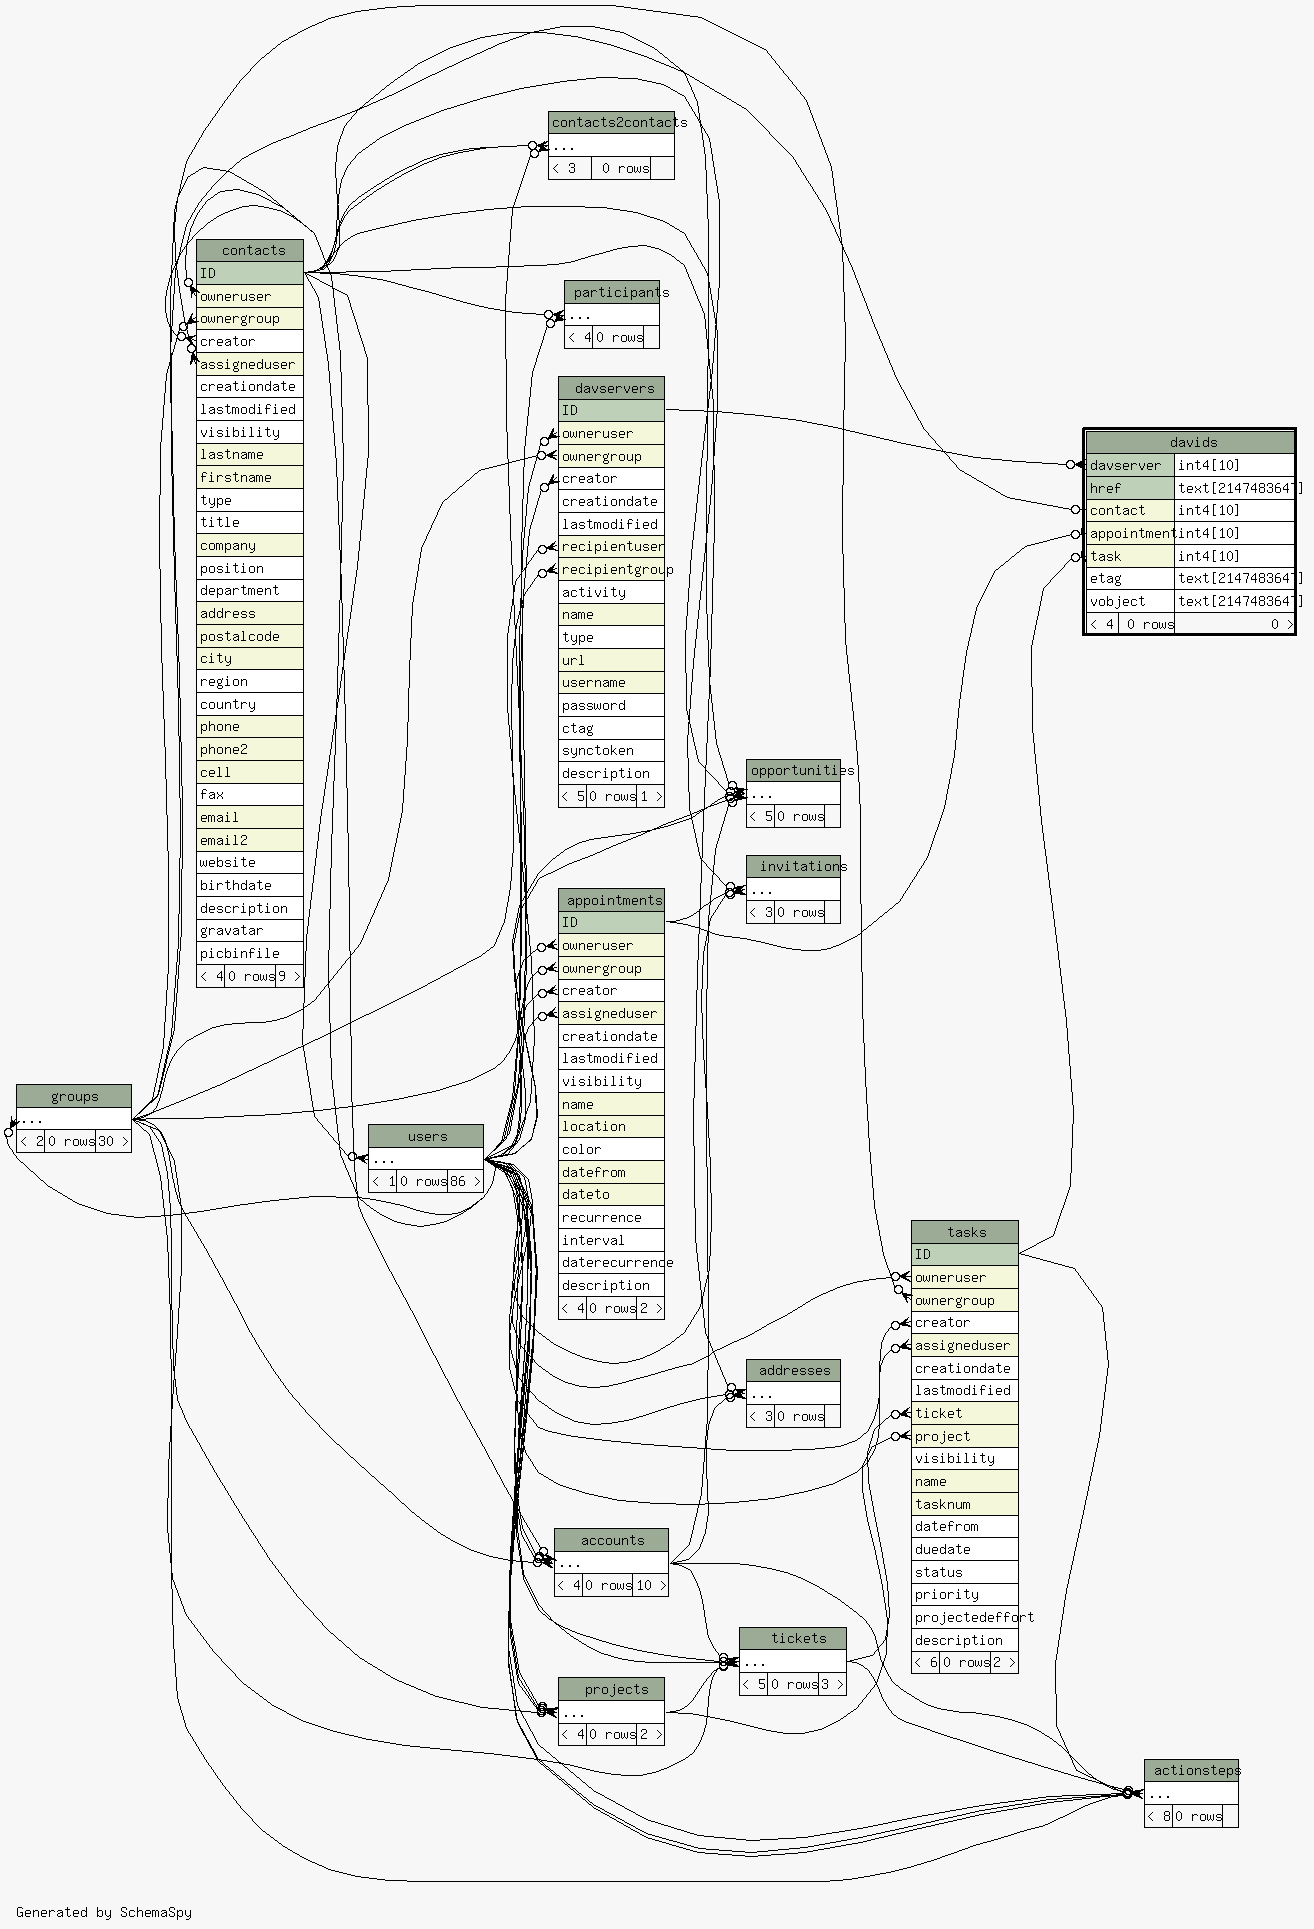 contacts2contacts
...
< 3 0 rows
contacts
ID
owneruser
ownergroup
creator
assigneduser
creationdate
lastmodified
visibility
lastname
firstname
type
title
company
position
department
address
postalcode
city
region
country
phone
phone2
cell
fax
email
email2
website
birthdate
description
gravatar
picbinfile
< 4 0 rows 9 >
participants
...
< 4 0 rows
davservers
ID
owneruser
ownergroup
creator
creationdate
lastmodified
recipientuser
recipientgroup
activity
name
type
url
username
password
ctag
synctoken
description
< 5 0 rows 1 >
davids
davserver int4[10]
href text[2147483647]
contact int4[10]
appointment int4[10]
task int4[10]
etag text[2147483647]
vobject text[2147483647]
< 4 0 rows 0 >
opportunities
...
< 5 0 rows
invitations
...
< 3 0 rows
appointments
ID
owneruser
ownergroup
creator
assigneduser
creationdate
lastmodified
visibility
name
location
color
datefrom
dateto
recurrence
interval
daterecurrence
description
< 4 0 rows 2 >
groups
...
< 2 0 rows 30 >
users
...
< 1 0 rows 86 >
tasks
ID
owneruser
ownergroup
creator
assigneduser
creationdate
lastmodified
ticket
project
visibility
name
tasknum
datefrom
duedate
status
priority
projectedeffort
description
< 6 0 rows 2 >
addresses
...
< 3 0 rows
accounts
...
< 4 0 rows 10 >
tickets
...
< 5 0 rows 3 >
projects
...
< 4 0 rows 2 >
actionsteps
...
< 8 0 rows
Generated by SchemaSpy